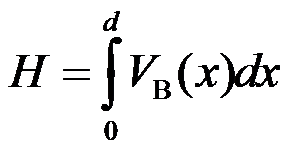 H = ∫₀ᵈ V_B(x)dx